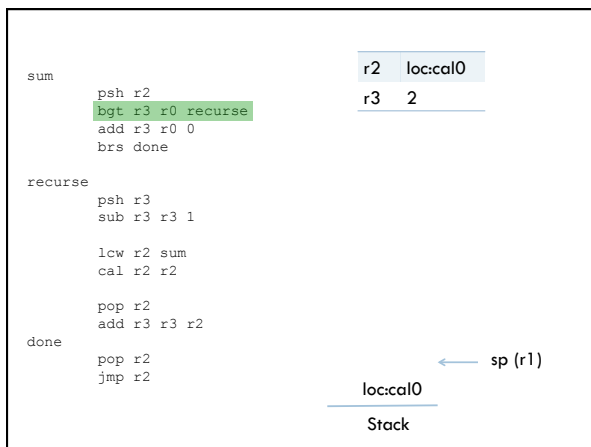 sum
psh r2
bgt r3 r0 recurse
add r3 r0 0
brs done
recurse
psh r3
sub r3 r3 1
lcw r2 sum
cal r2 r2
pop r2
add r3 r3 r2
done
pop r2
jmp r2
r2 loc:cal0
r3 2
sp (r1)
loc:cal0
Stack